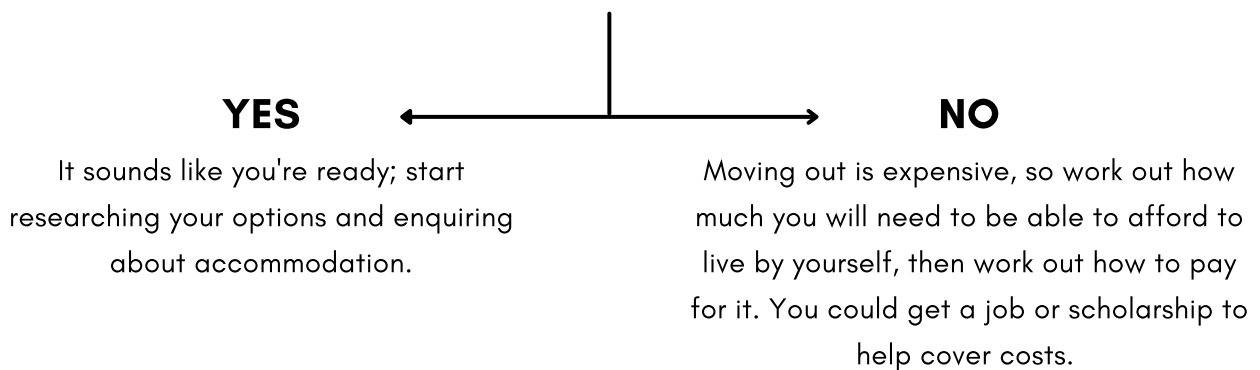 YES
It sounds like you're ready; start
researching your options and enquiring
about accommodation.
NO
Moving out is expensive, so work out how
much you will need to be able to afford to
live by yourself, then work out how to pay
for it. You could get a job or scholarship to
help cover costs.